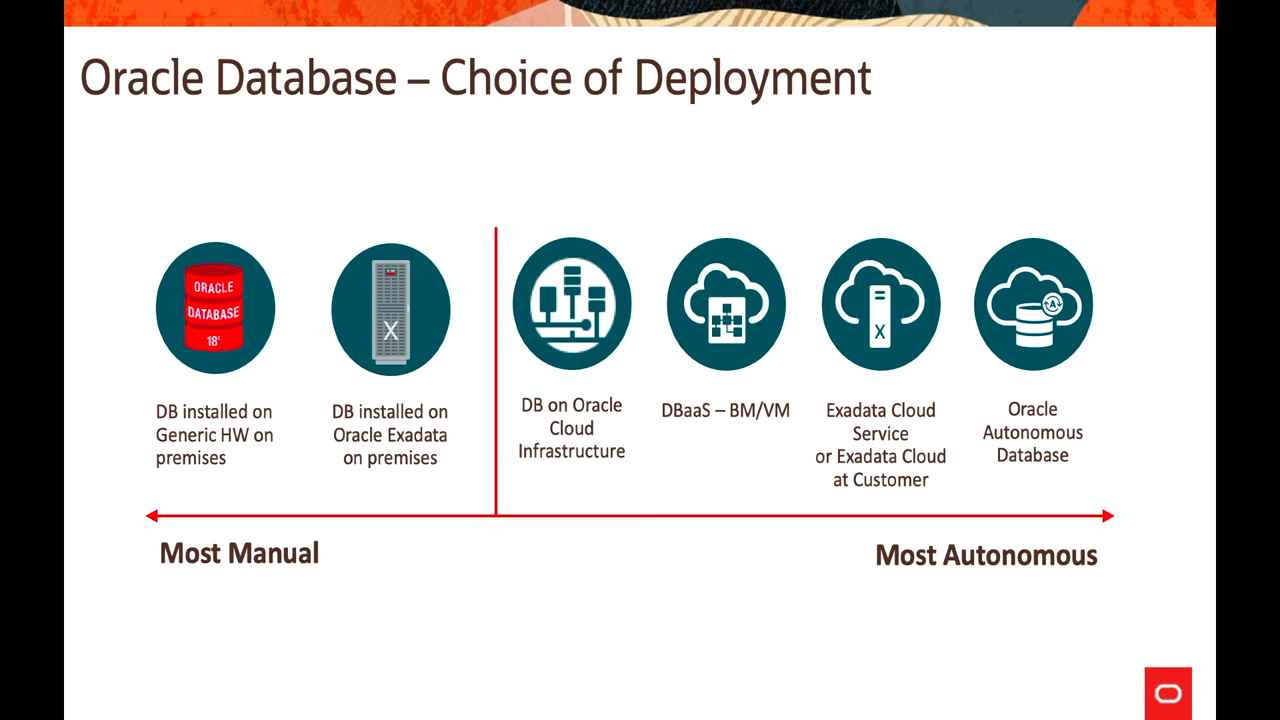 Oracle Database – Choice of Deployment
ORACLE
DATABASE
18c
X
X
A
DB installed on
Generic HW on
premises
DB installed on
Oracle Exadata
on premises
DB on Oracle
Cloud
Infrastructure
DBaaS – BM/VM
Exadata Cloud
Service
or Exadata Cloud
at Customer
Oracle
Autonomous
Database
Most Manual
Most Autonomous